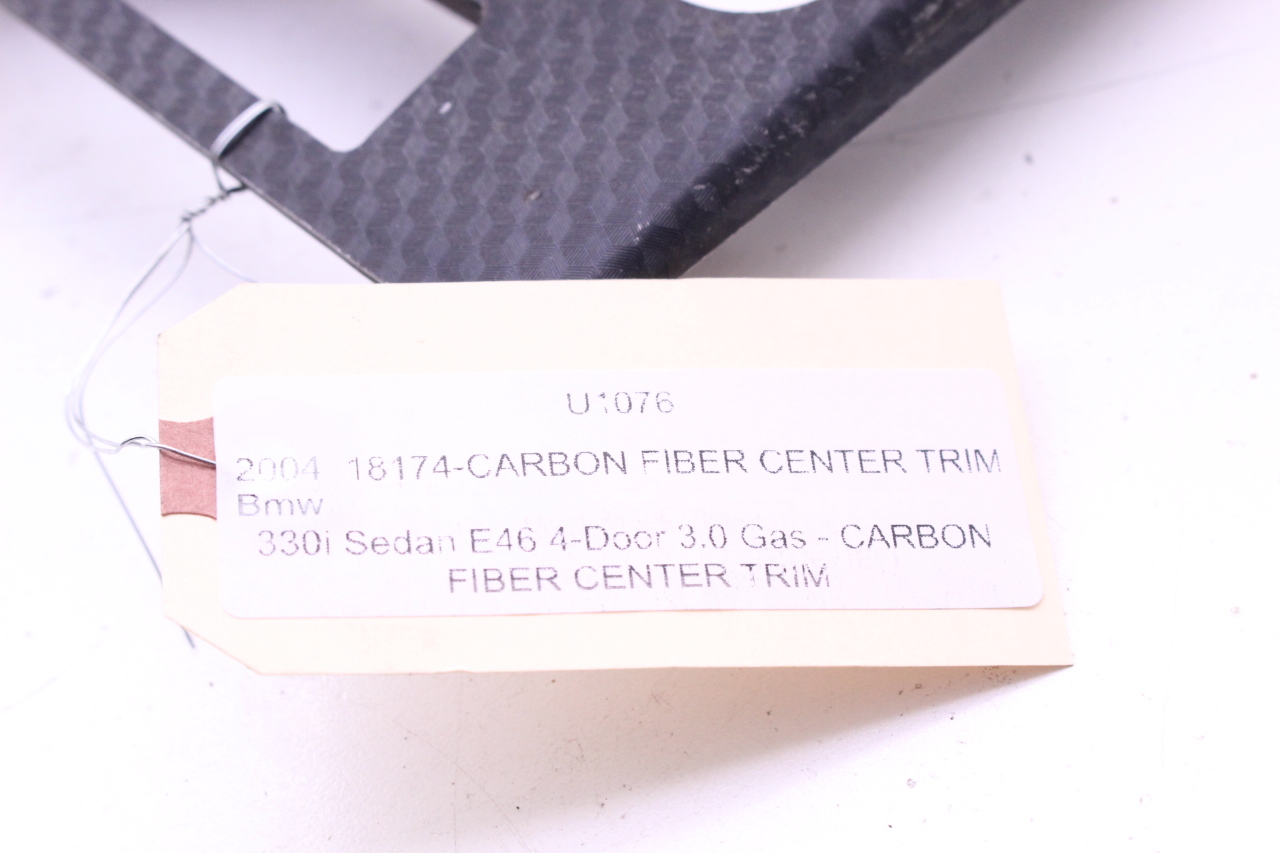 U1076
2004 18174-CARBON FIBER CENTER TRIM
Bmw
330i Sedan E46 4-Door 3.0 Gas - CARBON
FIBER CENTER TRIM